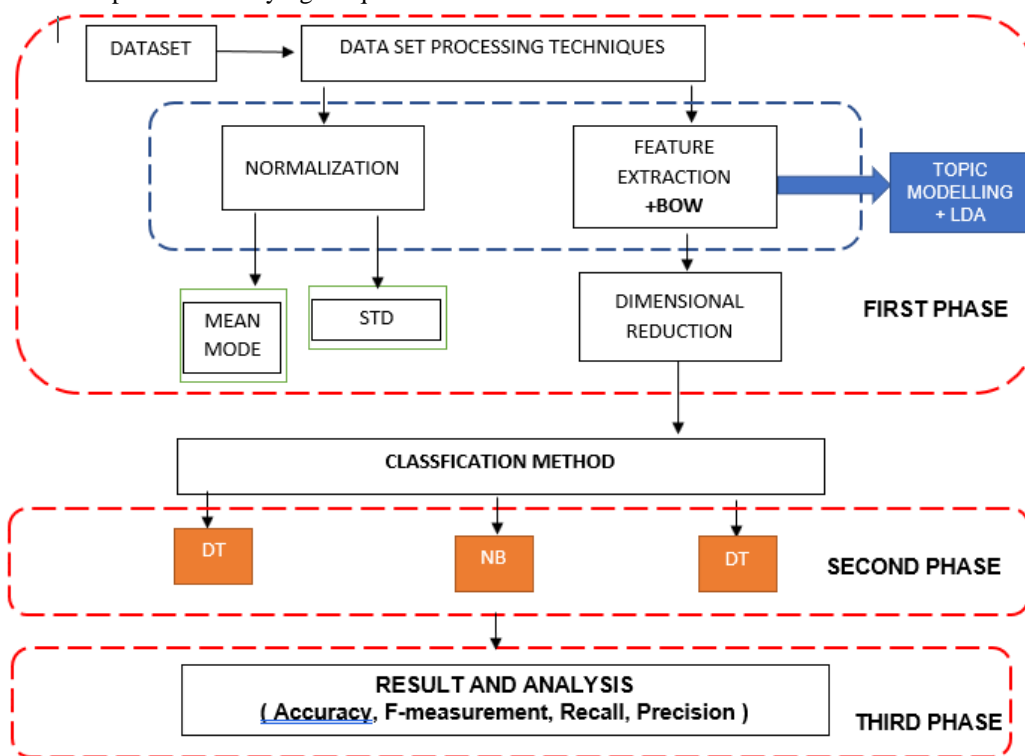 DATASET
DATA SET PROCESSING TECHNIQUES
NORMALIZATION
FEATURE
EXTRACTION
+BOW
TOPIC
MODELLING
+ LDA
MEAN
MODE
STD
DIMENSIONAL
REDUCTION
FIRST PHASE
CLASSFICATION METHOD
DT
NB
DT
SECOND PHASE
RESULT AND ANALYSIS
( Accuracy, F-measurement, Recall, Precision )
THIRD PHASE